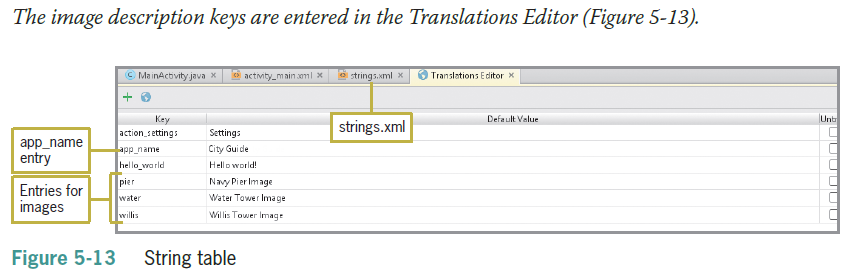 The image description keys are entered in the Translations Editor (Figure 5-13).
MainActivity.java × activity_main.xml × strings.xml × Translations Editor ×
Key Default Value
strings.xml
action_settings Settings
app_name City Guide
hello_world Hello world!
pier Navy Pier Image
water Water Tower Image
willis Willis Tower Image
app_name
entry
Entries for
images
Figure 5-13 String table